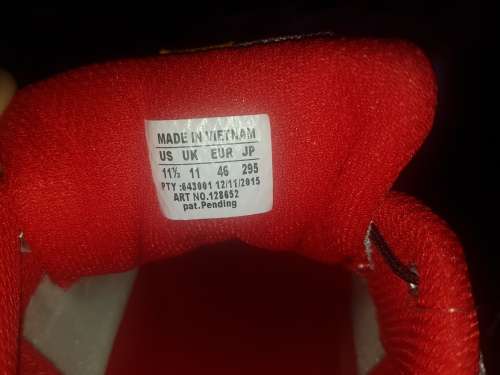 MADE IN VIETNAM
US UK EUR JP
11½ 11 46 295
PTY :643001 12/11/2015
ART NO.128652
pat.Pending